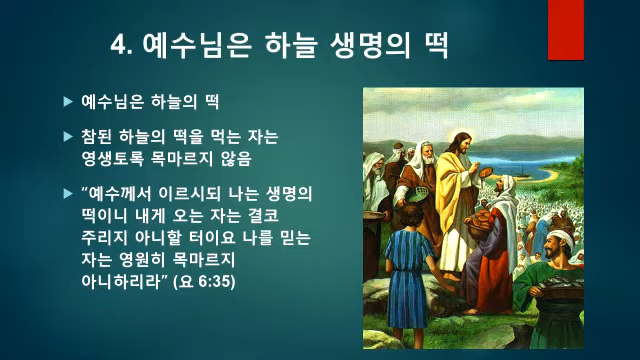 4. 예수님은 하늘 생명의 떡
예수님은 하늘의 떡
참된 하늘의 떡을 먹는 자는
영생토록 목마르지 않음
“예수께서 이르시되 나는 생명의
떡이니 내게 오는 자는 결코
주리지 아니할 터이요 나를 믿는
자는 영원히 목마르지
아니하리라” (요 6:35)